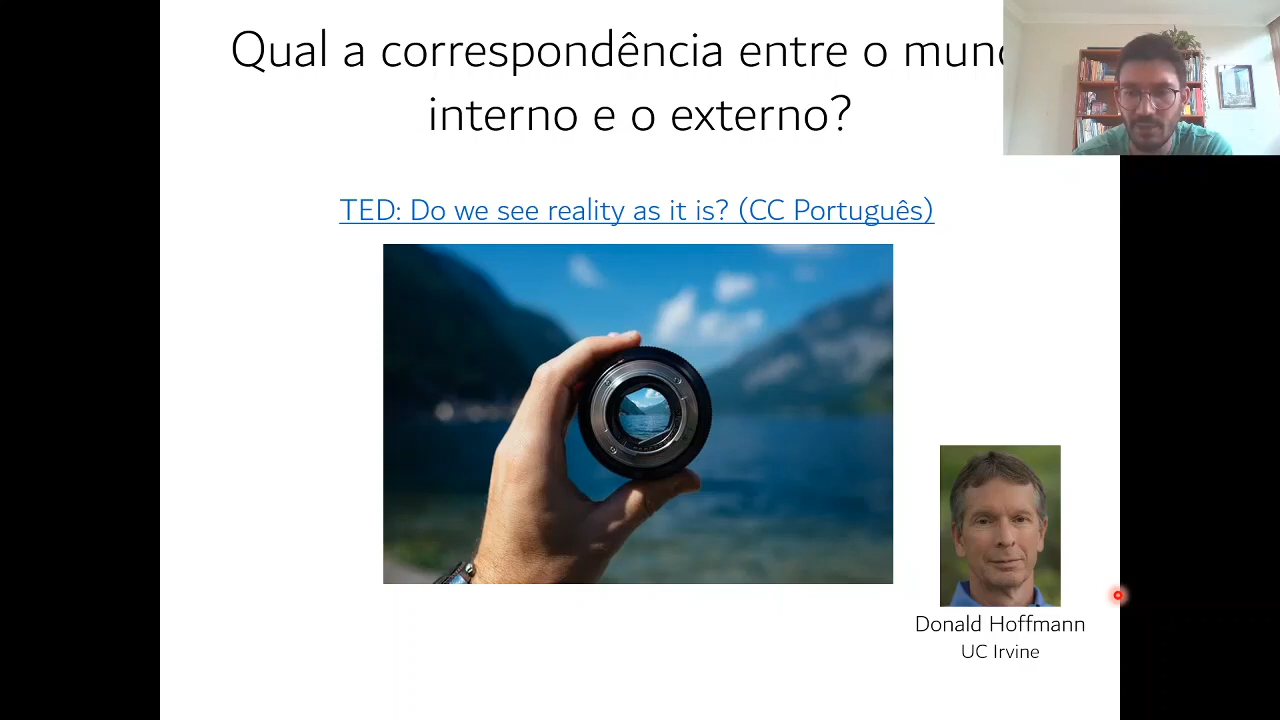 Qual a correspondência entre o
interno e o externo?
TED: Do we see reality as it is? (CC Português)
Donald Hoffmann
UC Irvine